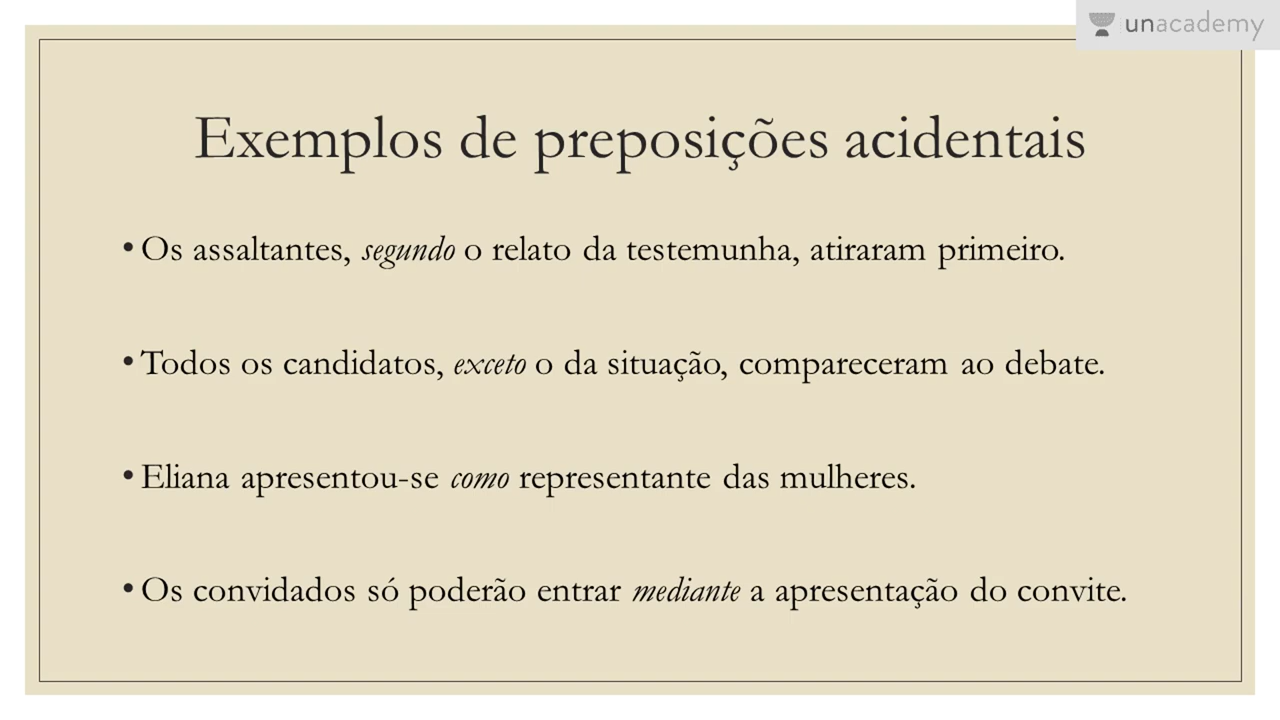 unacademy
Exemplos de preposições acidentais
• Os assaltantes, segundo o relato da testemunha, atiraram primeiro.
• Todos os candidatos, exceto o da situação, compareceram ao debate.
• Eliana apresentou-se como representante das mulheres.
• Os convidados só poderão entrar mediante a apresentação do convite.